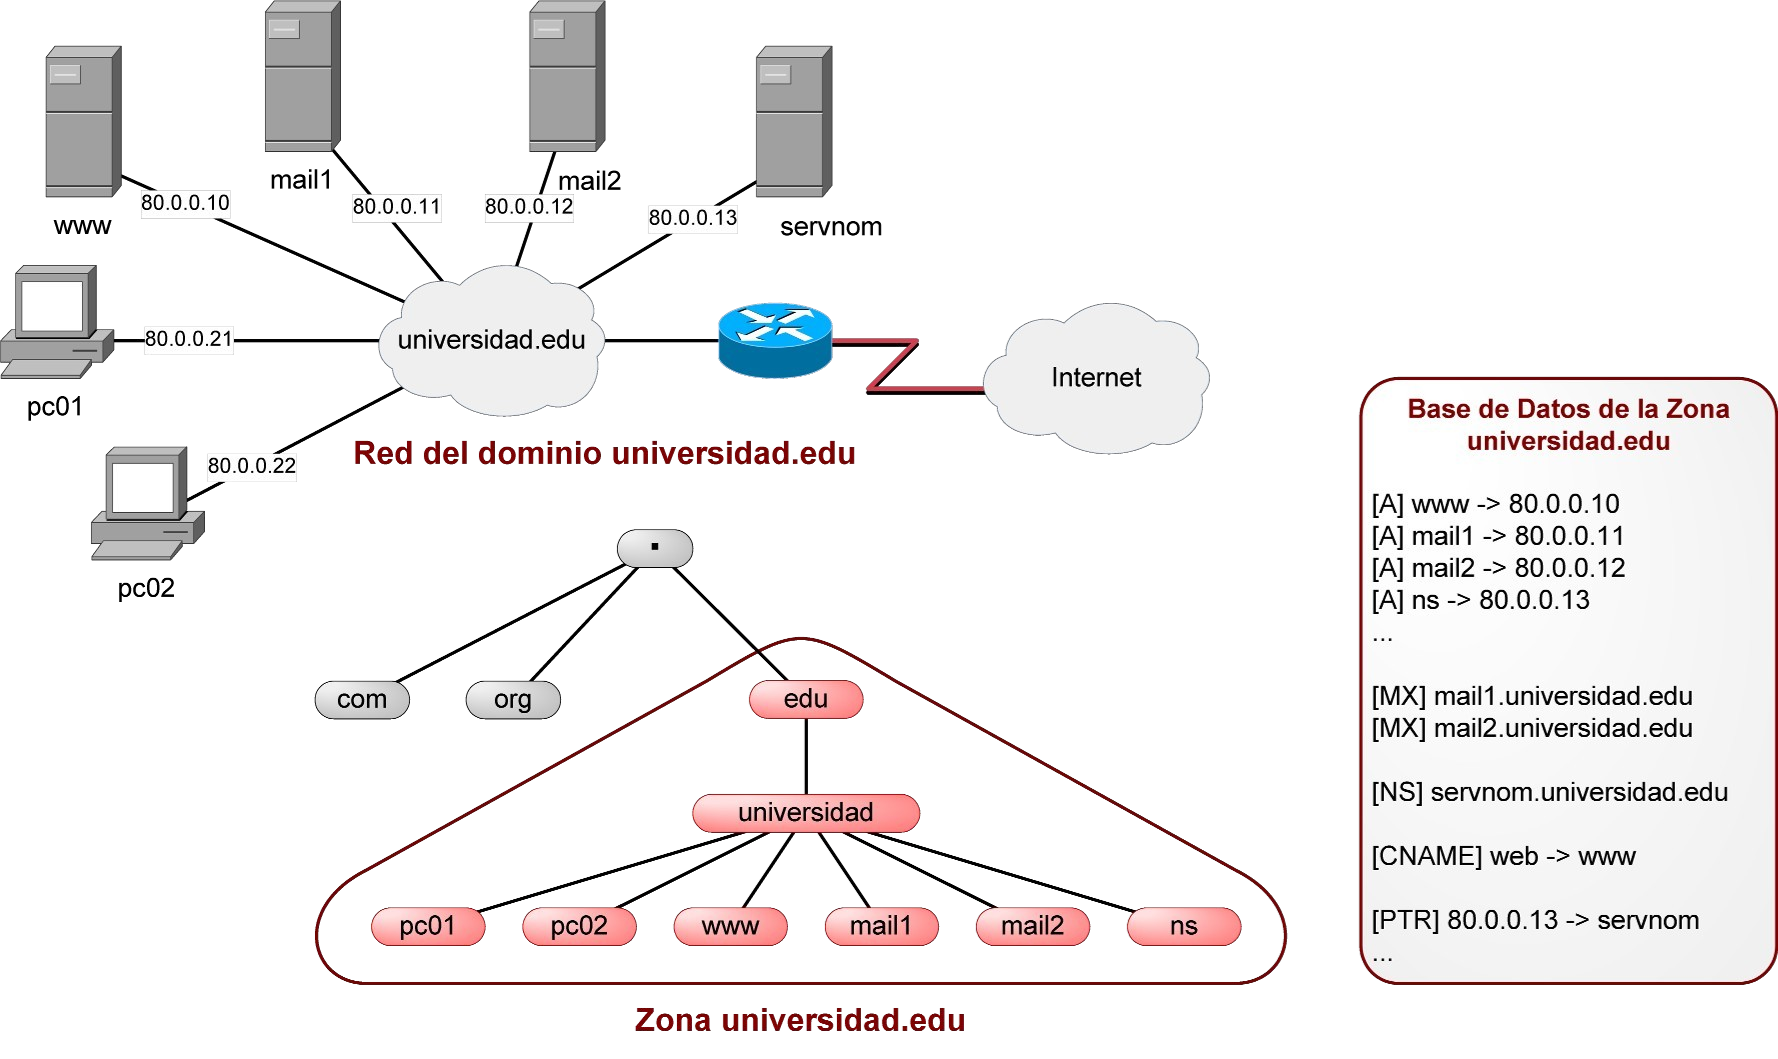 www
80.0.0.10
mail1
80.0.0.11
mail2
80.0.0.12
servnom
80.0.0.13
pc01
80.0.0.21
pc02
80.0.0.22
universidad.edu
Internet
Red del dominio universidad.edu
.
com
org
edu
universidad
pc01
pc02
www
mail1
mail2
ns
Zona universidad.edu
Base de Datos de la Zona
universidad.edu
[A] www -> 80.0.0.10
[A] mail1 -> 80.0.0.11
[A] mail2 -> 80.0.0.12
[A] ns -> 80.0.0.13
...
[MX] mail1.universidad.edu
[MX] mail2.universidad.edu
[NS] servnom.universidad.edu
[CNAME] web -> www
[PTR] 80.0.0.13 -> servnom
...